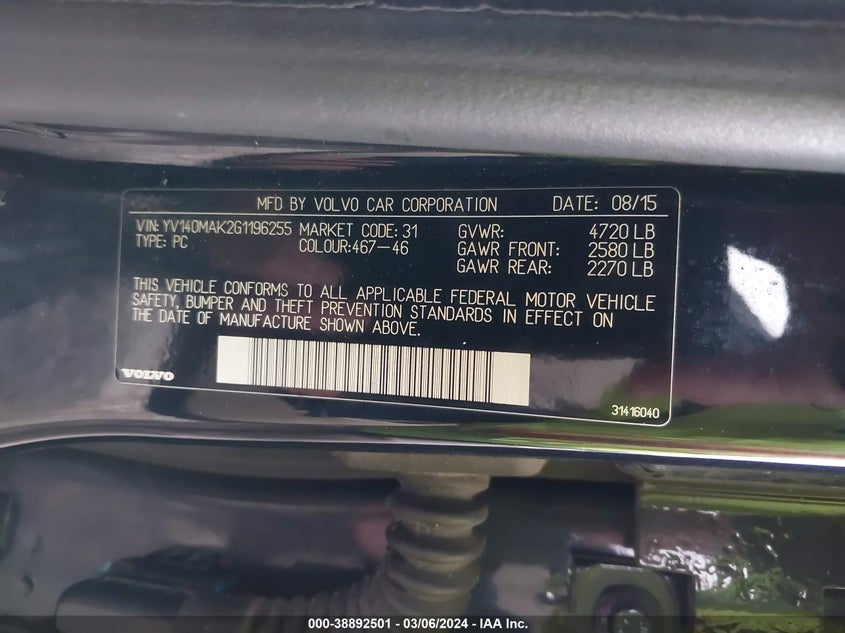 MFD BY VOLVO CAR CORPORATION DATE: 08/15
VIN: YV140MAK2G1196255 MARKET CODE: 31 GVWR: 4720 LB
TYPE: PC COLOUR:467-46 GAWR FRONT: 2580 LB
GAWR REAR: 2270 LB
THIS VEHICLE CONFORMS TO ALL APPLICABLE FEDERAL MOTOR VEHICLE
SAFETY, BUMPER AND THEFT PREVENTION STANDARDS IN EFFECT ON
THE DATE OF MANUFACTURE SHOWN ABOVE.
VOLVO
31416040
000-38892501 / 03/06/2024 - IAA Inc.